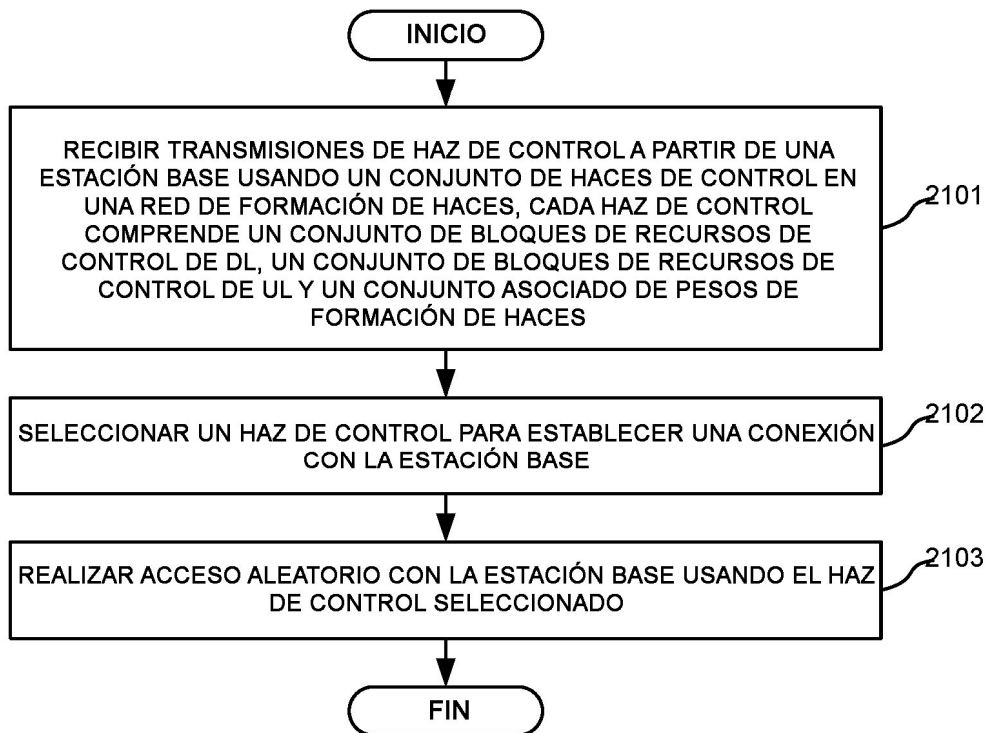 INICIO
RECIBIR TRANSMISIONES DE HAZ DE CONTROL A PARTIR DE UNA
ESTACIÓN BASE USANDO UN CONJUNTO DE HACES DE CONTROL EN
UNA RED DE FORMACIÓN DE HACES, CADA HAZ DE CONTROL
COMPRENDE UN CONJUNTO DE BLOQUES DE RECURSOS DE
CONTROL DE DL, UN CONJUNTO DE BLOQUES DE RECURSOS DE
CONTROL DE UL Y UN CONJUNTO ASOCIADO DE PESOS DE
FORMACIÓN DE HACES
2101
SELECCIONAR UN HAZ DE CONTROL PARA ESTABLECER UNA CONEXIÓN
CON LA ESTACIÓN BASE
2102
REALIZAR ACCESO ALEATORIO CON LA ESTACIÓN BASE USANDO EL HAZ
DE CONTROL SELECCIONADO
2103
FIN